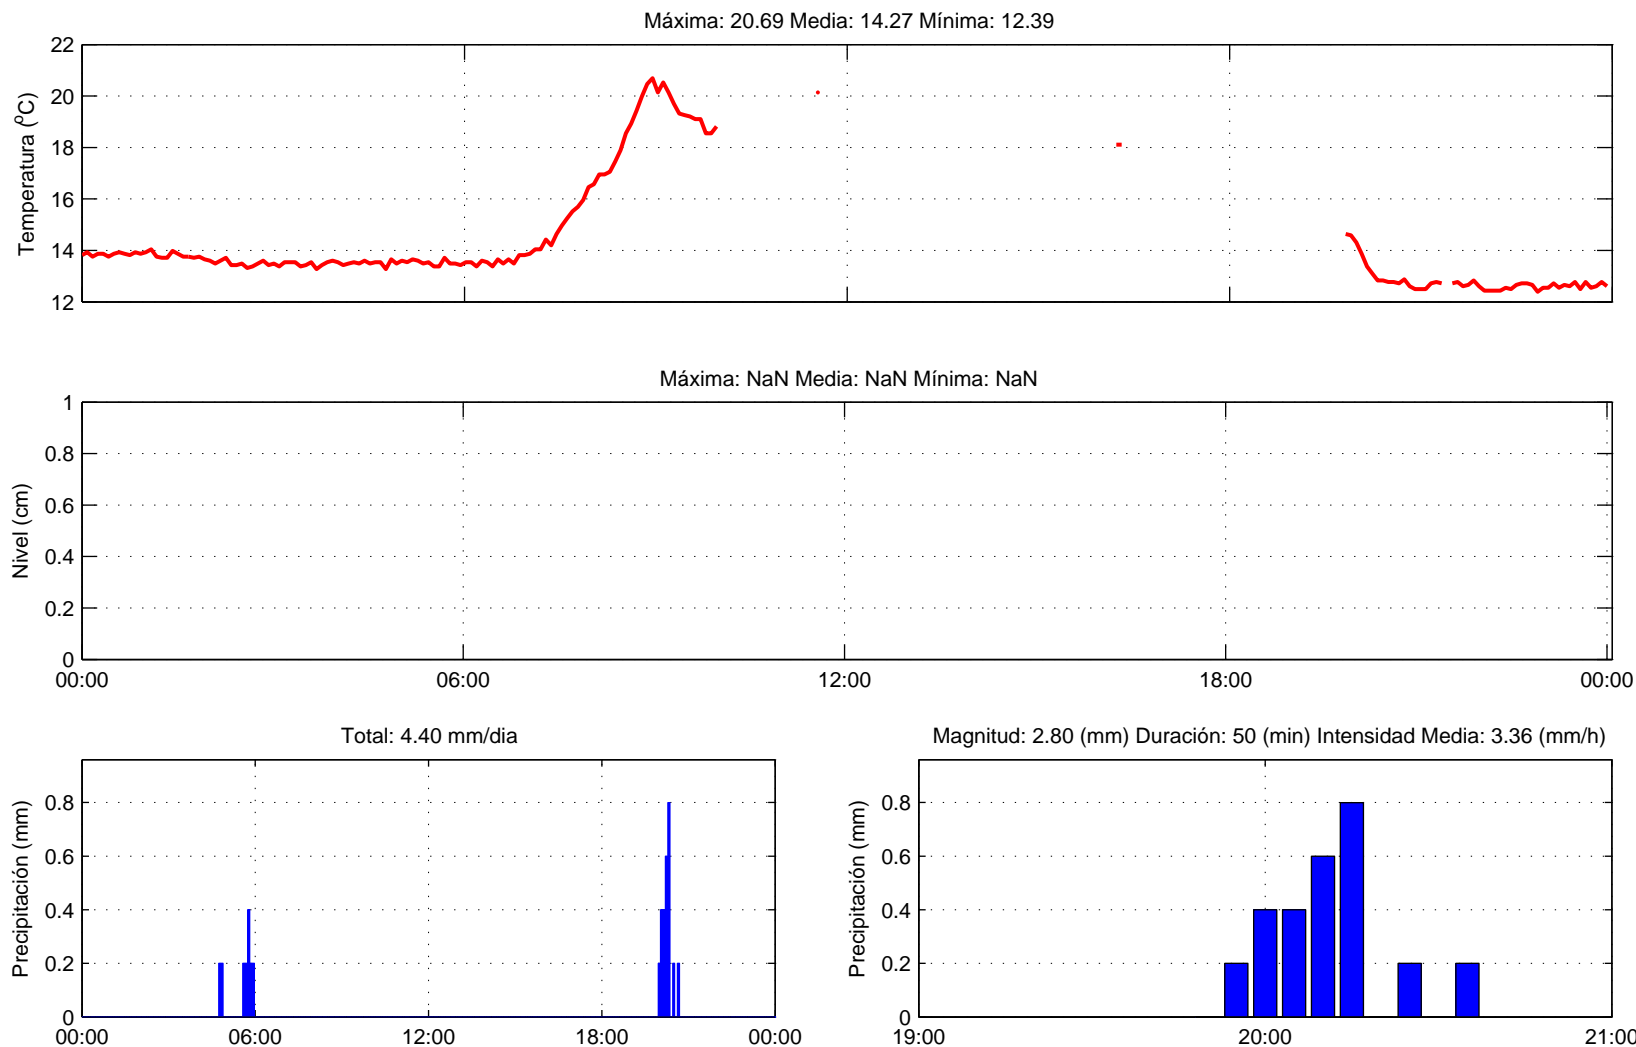 Máxima: 20.69 Media: 14.27 Mínima: 12.39
Temperatura (ºC)
22
20
18
16
14
12
Máxima: NaN Media: NaN Mínima: NaN
Nivel (cm)
1
0.8
0.6
0.4
0.2
0
00:00 06:00 12:00 18:00 00:00
Total: 4.40 mm/dia
Precipitación (mm)
0.8
0.6
0.4
0.2
0
00:00 06:00 12:00 18:00 00:00
Magnitud: 2.80 (mm) Duración: 50 (min) Intensidad Media: 3.36 (mm/h)
Precipitación (mm)
0.8
0.6
0.4
0.2
0
19:00 20:00 21:00